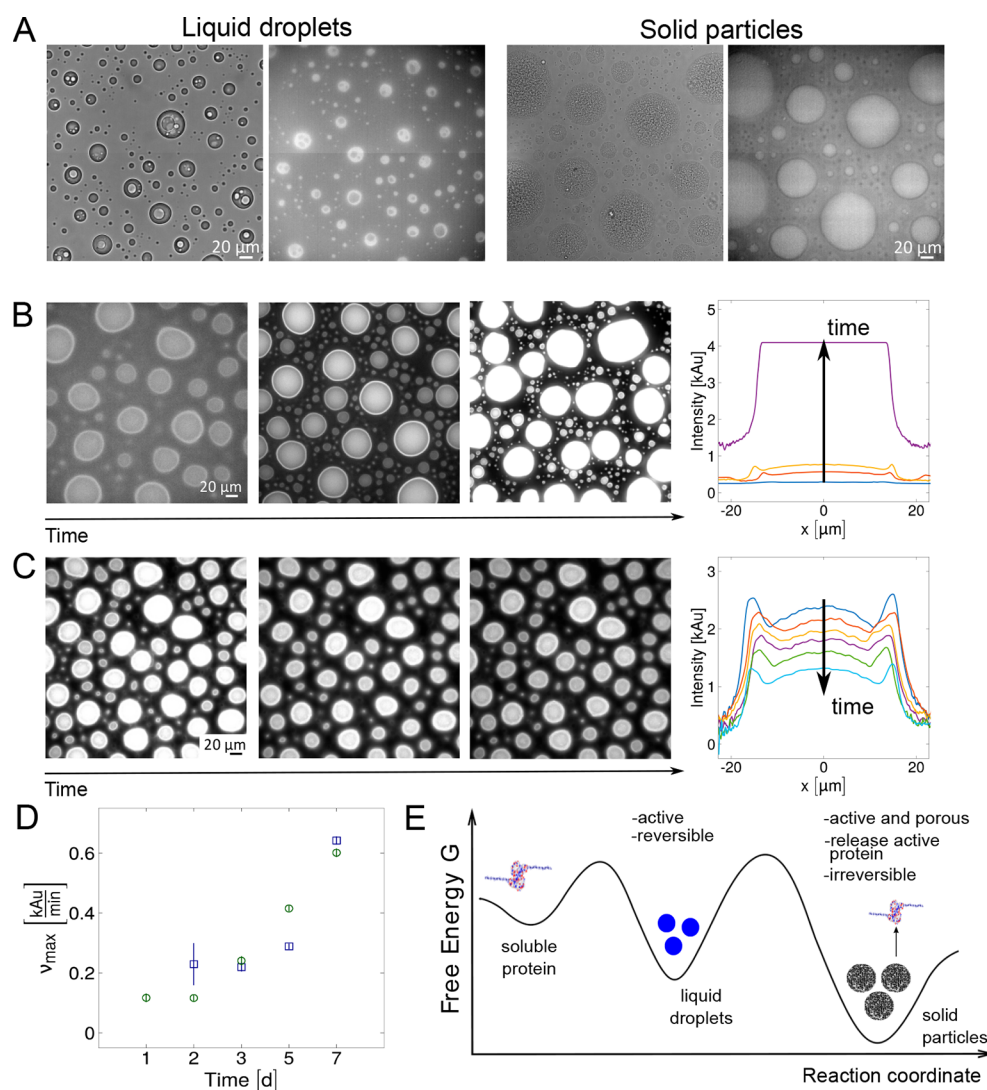 A
Liquid droplets
Solid particles
20 µm
20 µm
B
20 µm
Time
Intensity [kAu]
5
4
3
2
1
0
time
-20
0
20
x [µm]
C
20 µm
Time
Intensity [kAu]
3
2
1
0
time
-20
0
20
x [µm]
D
νmax [kAu/min]
0.6
0.4
0.2
0
1 2 3 5 7
Time [d]
E
Free Energy G
-active
-reversible
-active and porous
-release active
protein
-irreversible
soluble
protein
liquid
droplets
solid
particles
Reaction coordinate